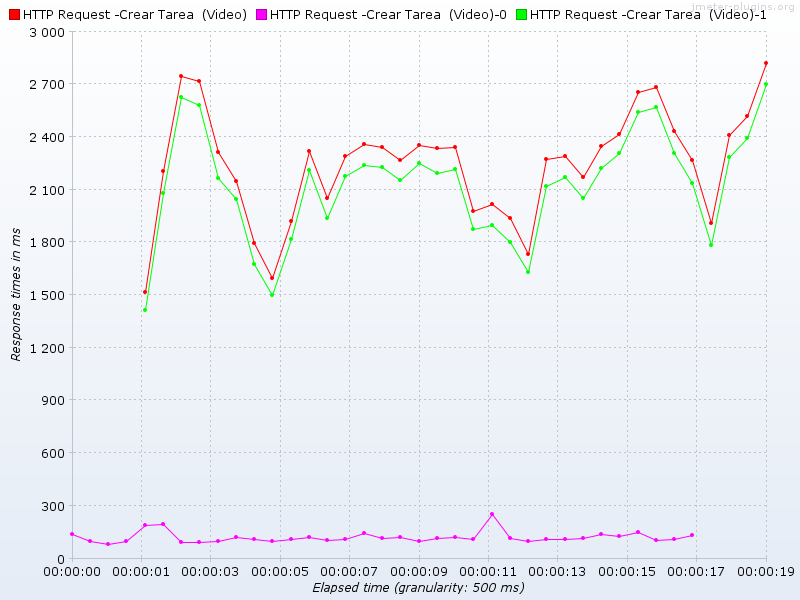 jmeter-plugins.org
HTTP Request -Crear Tarea  (Video) HTTP Request -Crear Tarea  (Video)-0 HTTP Request -Crear Tarea  (Video)-1
3 000
2 700
2 400
2 100
1 800
1 500
1 200
900
600
300
0
Response times in ms
00:00:00 00:00:01 00:00:03 00:00:05 00:00:07 00:00:09 00:00:11 00:00:13 00:00:15 00:00:17 00:00:19
Elapsed time (granularity: 500 ms)